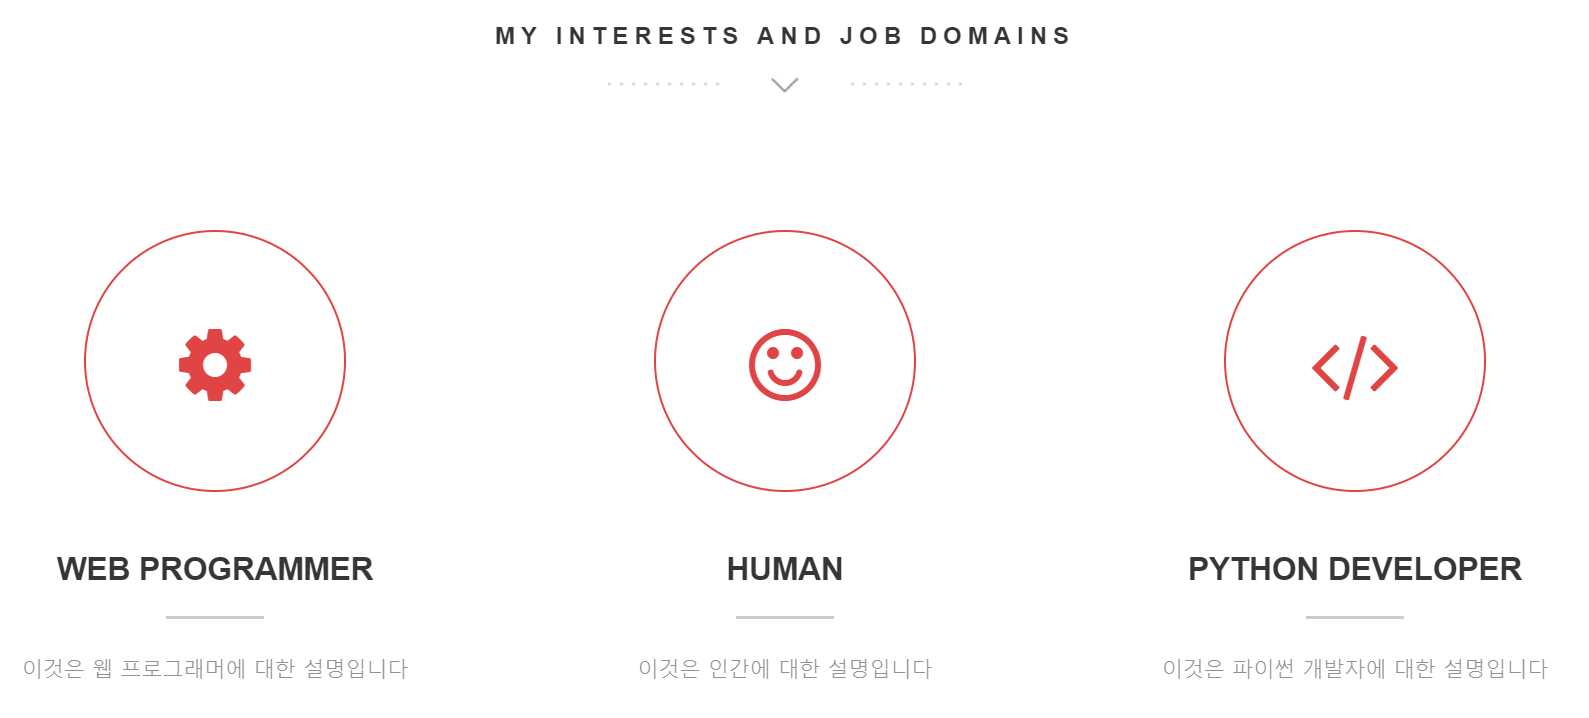 MY INTERESTS AND JOB DOMAINS
WEB PROGRAMMER
이것은 웹 프로그래머에 대한 설명입니다
HUMAN
이것은 인간에 대한 설명입니다
PYTHON DEVELOPER
이것은 파이썬 개발자에 대한 설명입니다